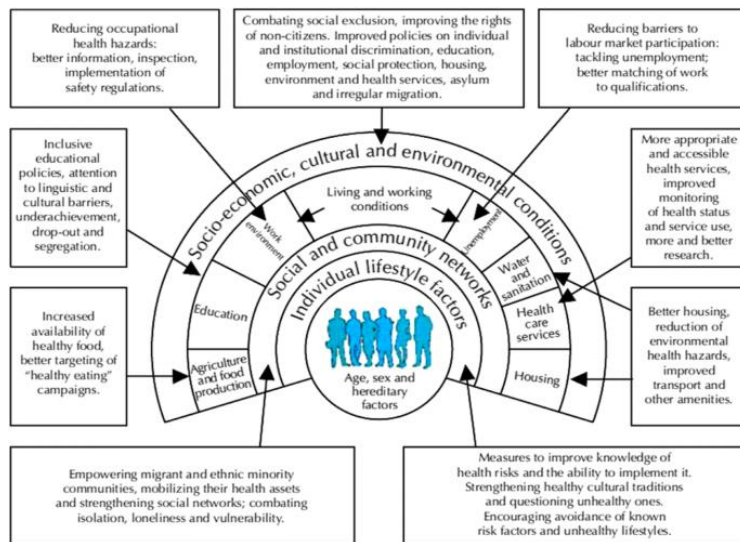 Reducing occupational
health hazards:
better information, inspection,
implementation of
safety regulations.
Combating social exclusion, improving the rights
of non-citizens. Improved policies on individual
and institutional discrimination, education,
employment, social protection, housing,
environment and health services, asylum
and irregular migration.
Reducing barriers to
labour market participation:
tackling unemployment;
better matching of work
to qualifications.
Inclusive
educational
policies, attention
to linguistic and
cultural barriers,
underachievement,
drop-out and
segregation.
More appropriate
and accessible
health services,
improved
monitoring
of health status
and service use,
more and better
research.
Socio-economic, cultural and environmental conditions
Living and working
conditions
Work
environment
Unemployment
Social and community networks
Individual lifestyle factors
Water
and
sanitation
Education
Health
care
services
Agriculture
and food
production
Housing
Age, sex and
hereditary
factors
Increased
availability of
healthy food,
better targeting of
“healthy eating”
campaigns.
Better housing,
reduction of
environmental
health hazards,
improved
transport and
other amenities.
Empowering migrant and ethnic minority
communities, mobilizing their health assets
and strengthening social networks; combating
isolation, loneliness and vulnerability.
Measures to improve knowledge of
health risks and the ability to implement it.
Strengthening healthy cultural traditions
and questioning unhealthy ones.
Encouraging avoidance of known
risk factors and unhealthy lifestyles.